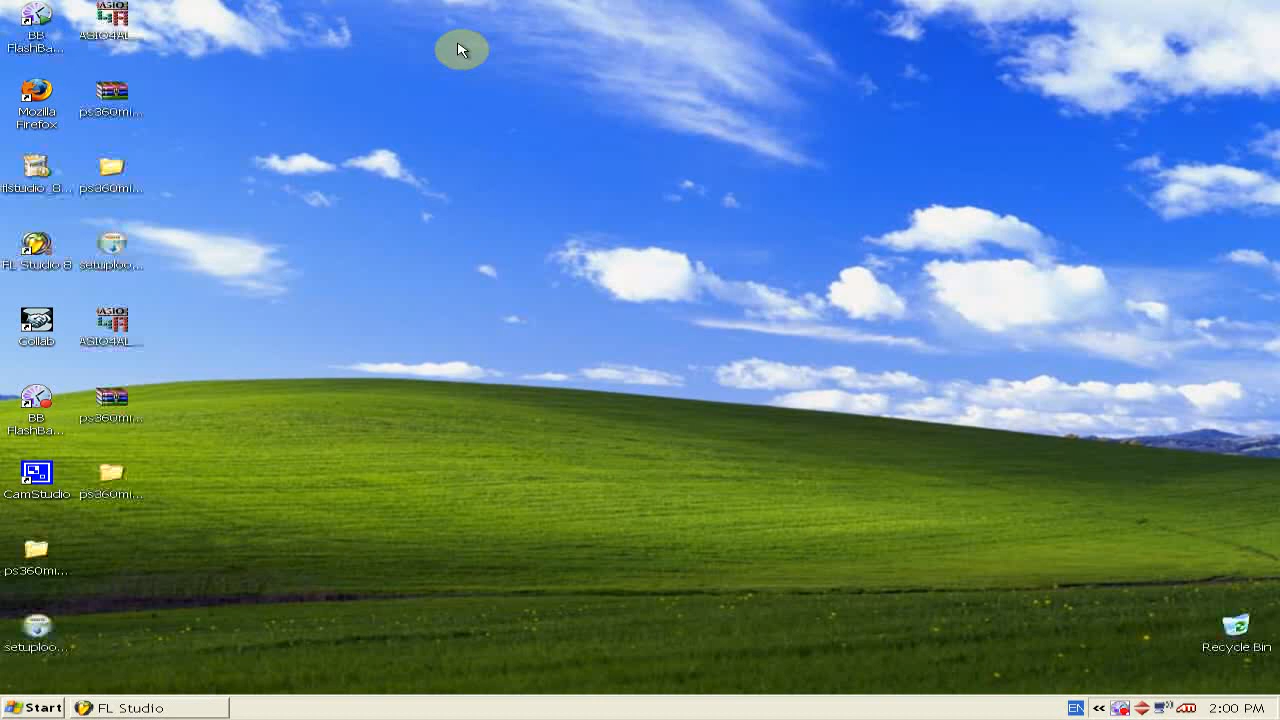 BB
FlashBa...
ASIO4AL...
Mozilla
Firefox
ps360mi...
flstudio_8...
ps360mi...
FL Studio 8
setuploo...
Collab
ASIO4AL...
BB
FlashBa...
ps360mi...
CamStudio
ps360mi...
ps360mi...
setuploo...
Recycle Bin
Start
FL Studio
EN
2:00 PM